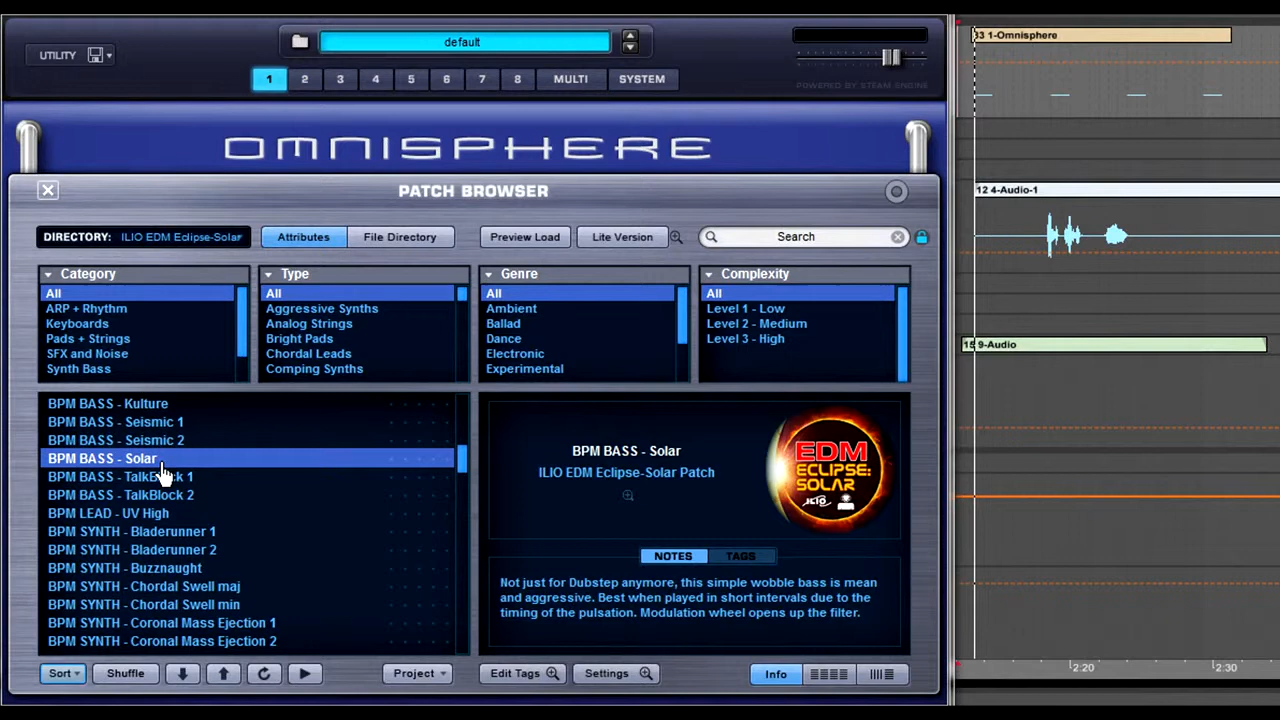 UTILITY
default
1 2 3 4 5 6 7 8 MULTI SYSTEM
POWERED BY STEAM ENGINE
OMNISPHERE
PATCH BROWSER
DIRECTORY: ILIO EDM Eclipse-Solar Attributes File Directory Preview Load Lite Version Search
Category Type Genre Complexity
All All All All
ARP + Rhythm Aggressive Synths Ambient Level 1 - Low
Keyboards Analog Strings Ballad Level 2 - Medium
Pads + Strings Bright Pads Dance Level 3 - High
SFX and Noise Chordal Leads Electronic
Synth Bass Comping Synths Experimental
BPM BASS - Kulture
BPM BASS - Seismic 1
BPM BASS - Seismic 2
BPM BASS - Solar
BPM BASS - TalkBlock 1
BPM BASS - TalkBlock 2
BPM LEAD - UV High
BPM SYNTH - Bladerunner 1
BPM SYNTH - Bladerunner 2
BPM SYNTH - Buzznaught
BPM SYNTH - Chordal Swell maj
BPM SYNTH - Chordal Swell min
BPM SYNTH - Coronal Mass Ejection 1
BPM SYNTH - Coronal Mass Ejection 2
BPM BASS - Solar
ILIO EDM Eclipse-Solar Patch
EDM
ECLIPSE:
SOLAR
ILIO
NOTES TAGS
Not just for Dubstep anymore, this simple wobble bass is mean
and aggressive. Best when played in short intervals due to the
timing of the pulsation. Modulation wheel opens up the filter.
Sort Shuffle Project Edit Tags Settings Info
33 1-Omnisphere
12 4-Audio-1
9-Audio
2:20 2:30